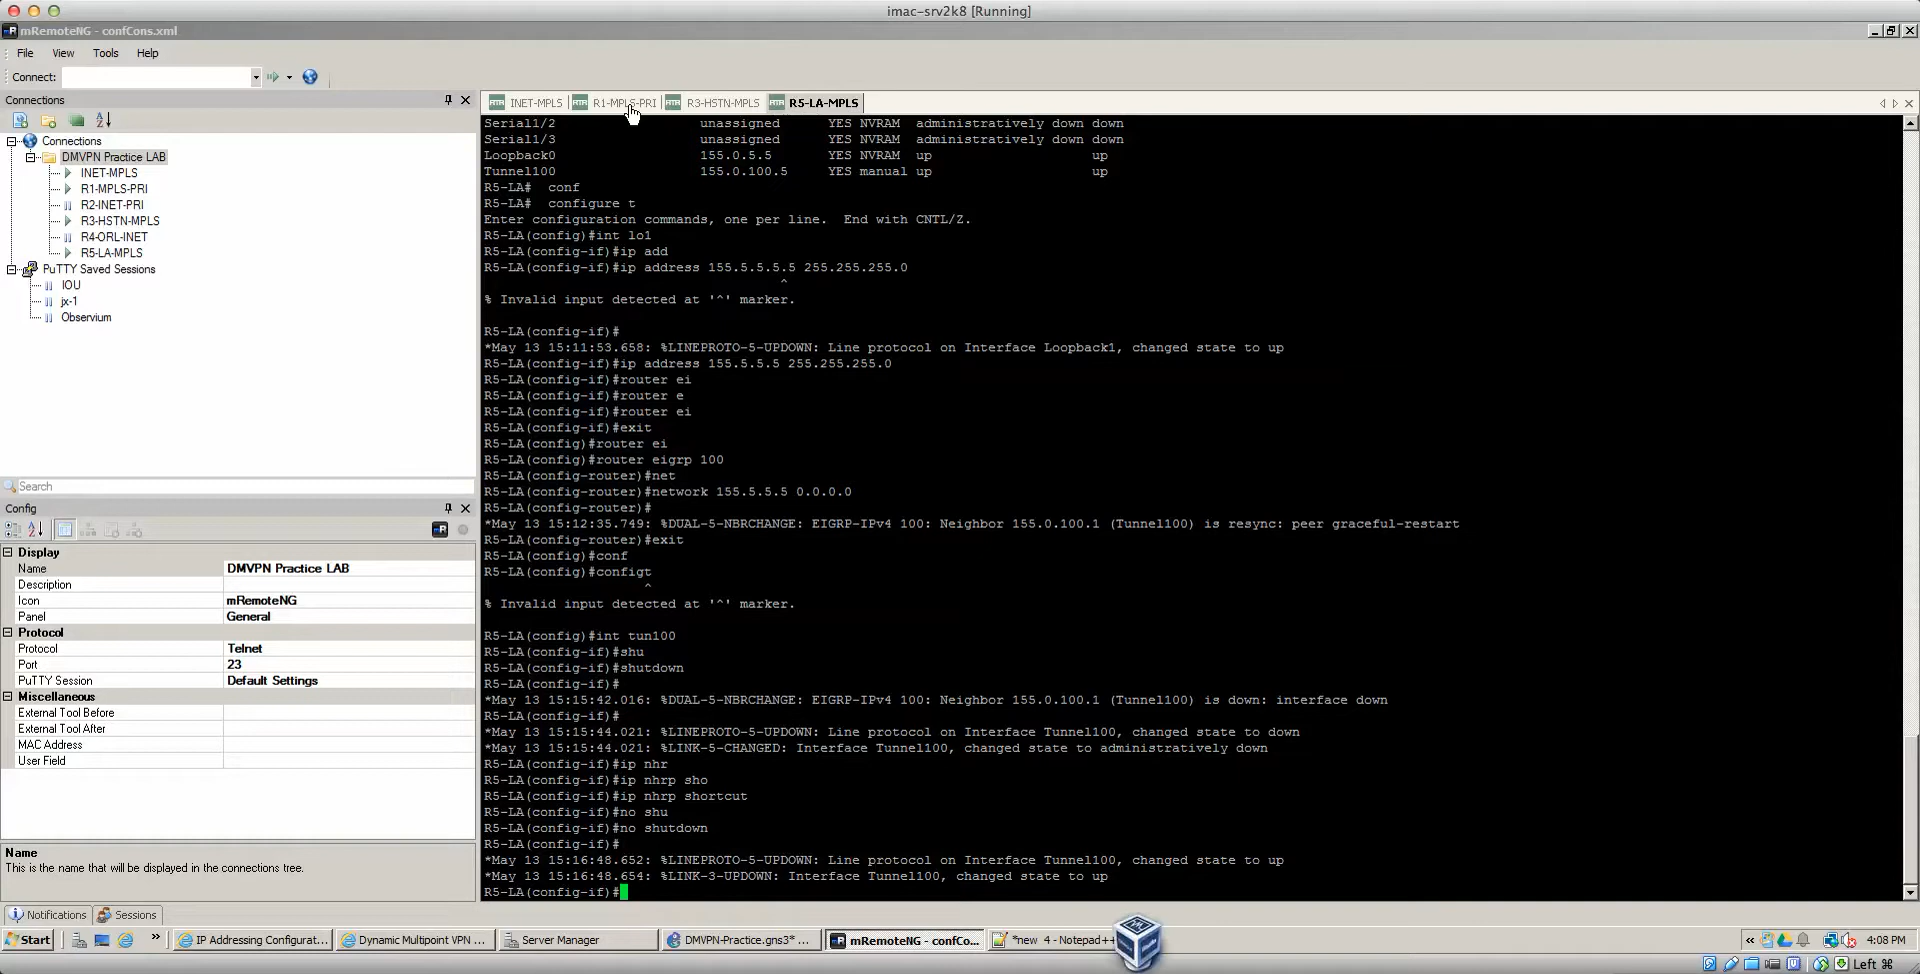 imac-srv2k8 [Running]
mRemoteNG - confCons.xml
File View Tools Help
Connect:
Connections
Connections
DMVPN Practice LAB
INET-MPLS
R1-MPLS-PRI
R2-INET-PRI
R3-HSTN-MPLS
R4-ORL-INET
R5-LA-MPLS
PuTTY Saved Sessions
IOU
jx-1
Observium
Search
Config
Display
Name DMVPN Practice LAB
Description
Icon mRemoteNG
Panel General
Protocol
Protocol Telnet
Port 23
PuTTY Session Default Settings
Miscellaneous
External Tool Before
External Tool After
MAC Address
User Field
Name
This is the name that will be displayed in the connections tree.
Notifications Sessions
INET-MPLS R1-MPLS-PRI R3-HSTN-MPLS R5-LA-MPLS
Serial1/2 unassigned YES NVRAM administratively down down
Serial1/3 unassigned YES NVRAM administratively down down
Loopback0 155.0.5.5 YES NVRAM up up
Tunnel100 155.0.100.5 YES manual up up
R5-LA# conf
R5-LA# configure t
Enter configuration commands, one per line. End with CNTL/Z.
R5-LA(config)#int lo1
R5-LA(config-if)#ip add
R5-LA(config-if)#ip address 155.5.5.5.5 255.255.255.0
^
% Invalid input detected at '^' marker.
R5-LA(config-if)#
*May 13 15:11:53.658: %LINEPROTO-5-UPDOWN: Line protocol on Interface Loopback1, changed state to up
R5-LA(config-if)#ip address 155.5.5.5 255.255.255.0
R5-LA(config-if)#router ei
R5-LA(config-if)#router e
R5-LA(config-if)#router ei
R5-LA(config-if)#exit
R5-LA(config)#router ei
R5-LA(config)#router eigrp 100
R5-LA(config-router)#net
R5-LA(config-router)#network 155.5.5.5 0.0.0.0
R5-LA(config-router)#
*May 13 15:12:35.749: %DUAL-5-NBRCHANGE: EIGRP-IPv4 100: Neighbor 155.0.100.1 (Tunnel100) is resync: peer graceful-restart
R5-LA(config-router)#exit
R5-LA(config)#conf
R5-LA(config)#configt
^
% Invalid input detected at '^' marker.
R5-LA(config)#int tun100
R5-LA(config-if)#shu
R5-LA(config-if)#shutdown
R5-LA(config-if)#
*May 13 15:15:42.016: %DUAL-5-NBRCHANGE: EIGRP-IPv4 100: Neighbor 155.0.100.1 (Tunnel100) is down: interface down
R5-LA(config-if)#
*May 13 15:15:44.021: %LINEPROTO-5-UPDOWN: Line protocol on Interface Tunnel100, changed state to down
*May 13 15:15:44.021: %LINK-5-CHANGED: Interface Tunnel100, changed state to administratively down
R5-LA(config-if)#ip nhr
R5-LA(config-if)#ip nhrp sho
R5-LA(config-if)#ip nhrp shortcut
R5-LA(config-if)#no shu
R5-LA(config-if)#no shutdown
R5-LA(config-if)#
*May 13 15:16:48.652: %LINEPROTO-5-UPDOWN: Line protocol on Interface Tunnel100, changed state to up
*May 13 15:16:48.654: %LINK-3-UPDOWN: Interface Tunnel100, changed state to up
R5-LA(config-if)#
Start » IP Addressing Configurat... Dynamic Multipoint VPN ... Server Manager DMVPN-Practice.gns3* ... mRemoteNG - confCo... *new 4 - Notepad++ « 4:08 PM
Left ⌘